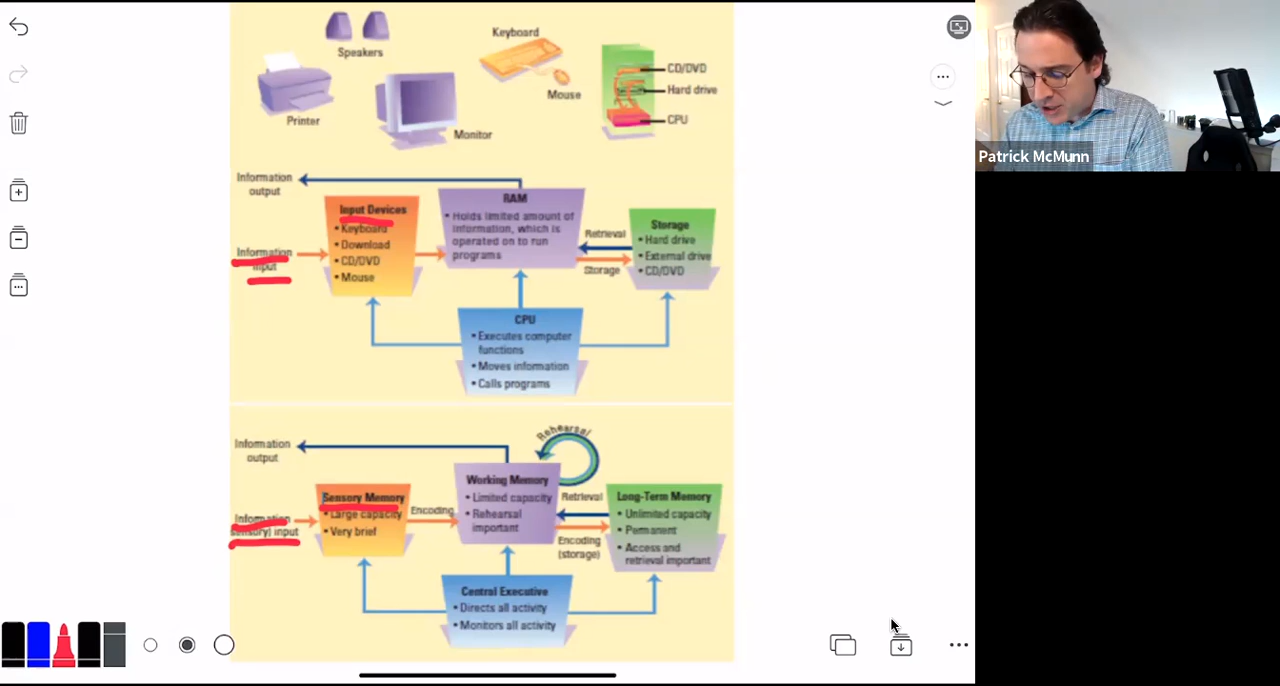 Keyboard
Speakers
CD/DVD
Hard drive
Mouse
CPU
Printer
Monitor
Information
output
RAM
• Holds limited amount of
information, which is
operated on to run
programs
Input Devices
• Keyboard
• Download
• CD/DVD
• Mouse
Information
input
Retrieval
Storage
Storage
• Hard drive
• External drive
• CD/DVD
CPU
• Executes computer
functions
• Moves information
• Calls programs
Information
output
Rehearsal
Working Memory
• Limited capacity
• Rehearsal
important
Sensory Memory
• Large capacity
• Very brief
Information
(sensory) input
Encoding
Retrieval
Encoding
(storage)
Long-Term Memory
• Unlimited capacity
• Permanent
• Access and
retrieval important
Central Executive
• Directs all activity
• Monitors all activity
Patrick McMunn